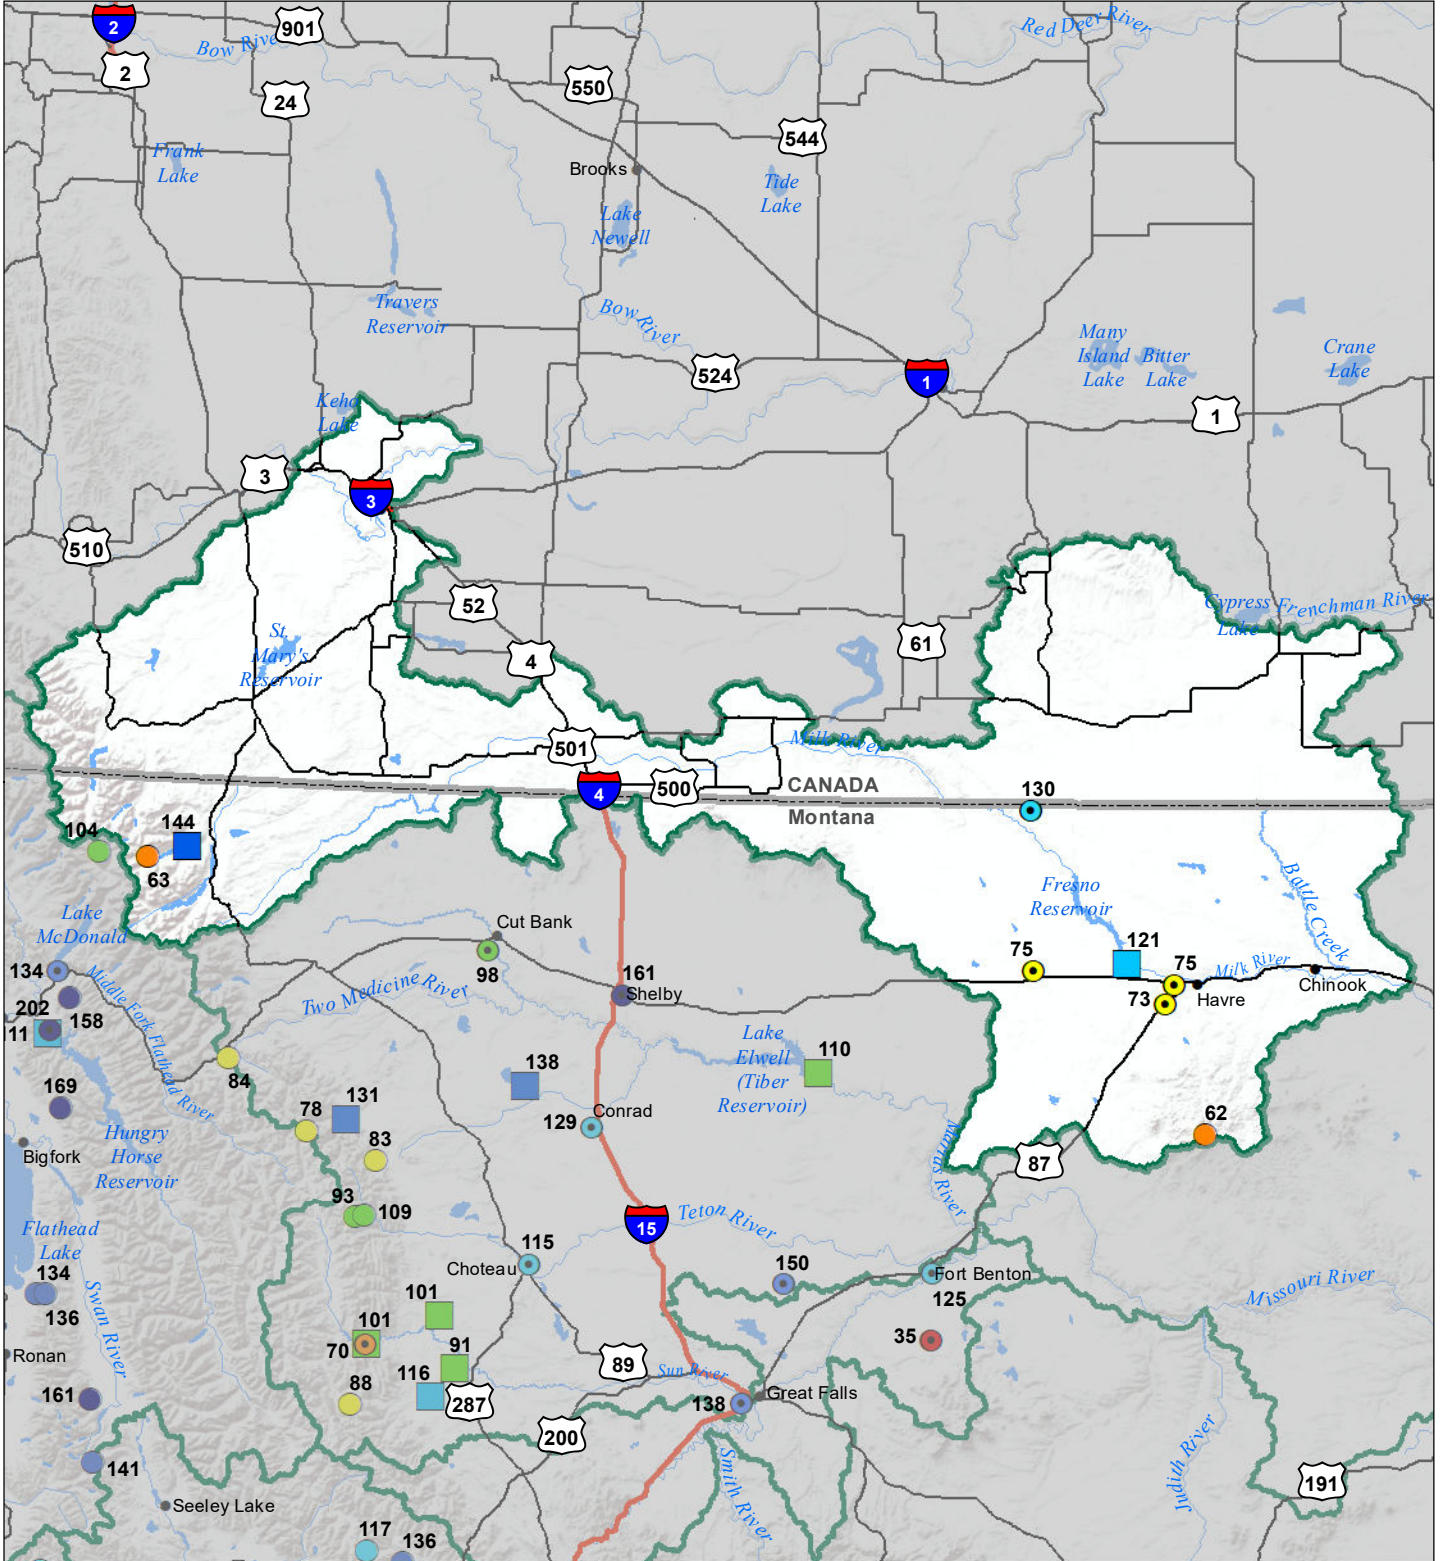 2
901
Bow River
Red Deer River
2
24
550
544
Frank
Lake
Brooks
Tide
Lake
Lake
Newell
Travers
Reservoir
Bow River
524
1
Many
Island
Lake
Bitter
Lake
Crane
Lake
1
Keho
Lake
3
3
510
52
4
61
Cypress
Lake
Frenchman River
St.
Mary's
Reservoir
501
Milk River
4
500
CANADA
Montana
130
104
144
63
Fresno
Reservoir
Battle Creek
Lake
McDonald
Cut Bank
98
134
Middle Fork Flathead River
Two Medicine River
161
Shelby
75
121
75
Milk River
73
Havre
Chinook
202
158
111
84
138
Lake
Elwell
(Tiber
Reservoir)
110
169
78
131
129
Conrad
83
62
Bigfork
Hungry
Horse
Reservoir
Marias
River
87
93
109
Flathead
Lake
15
Teton River
115
Choteau
150
Fort Benton
125
Missouri River
134
136
Swan River
101
101
70
35
Ronan
91
116
89
Sun River
161
88
287
138
Great Falls
200
141
Smith River
Judith River
191
Seeley Lake
117
136